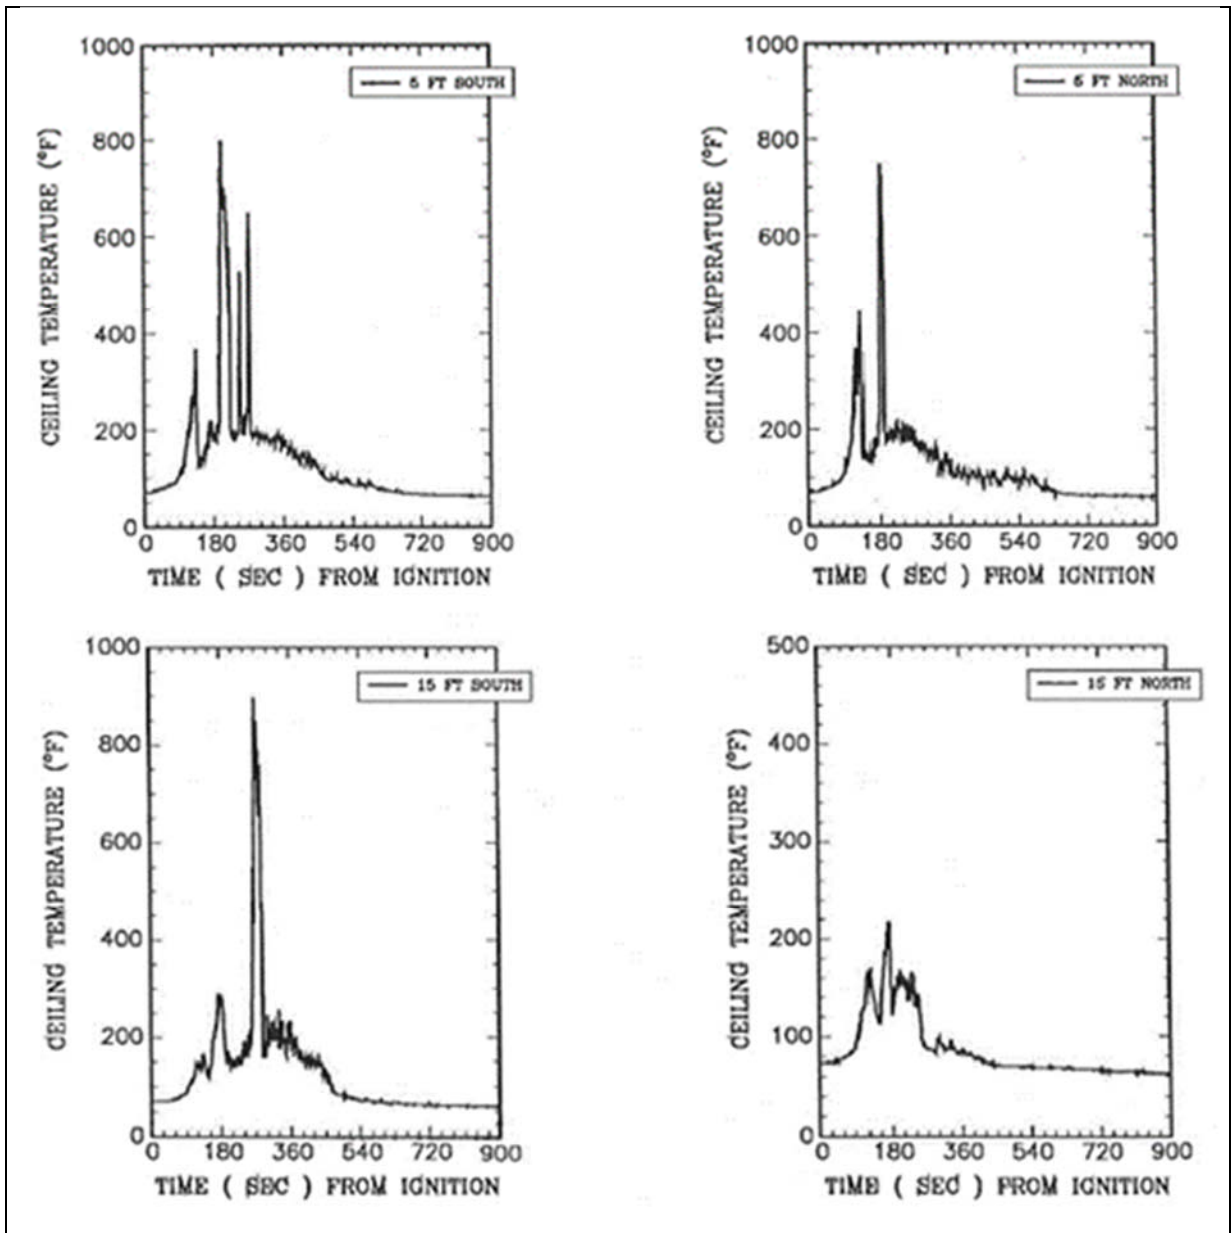 1000
800
600
400
200
0
CEILING TEMPERATURE (°F)
5 FT SOUTH
0 180 360 540 720 900
TIME ( SEC ) FROM IGNITION
1000
800
600
400
200
0
CEILING TEMPERATURE (°F)
5 FT NORTH
0 180 360 540 720 900
TIME ( SEC ) FROM IGNITION
1000
800
600
400
200
0
CEILING TEMPERATURE (°F)
15 FT SOUTH
0 180 360 540 720 900
TIME ( SEC ) FROM IGNITION
500
400
300
200
100
0
CEILING TEMPERATURE (°F)
15 FT NORTH
0 180 360 540 720 900
TIME ( SEC ) FROM IGNITION